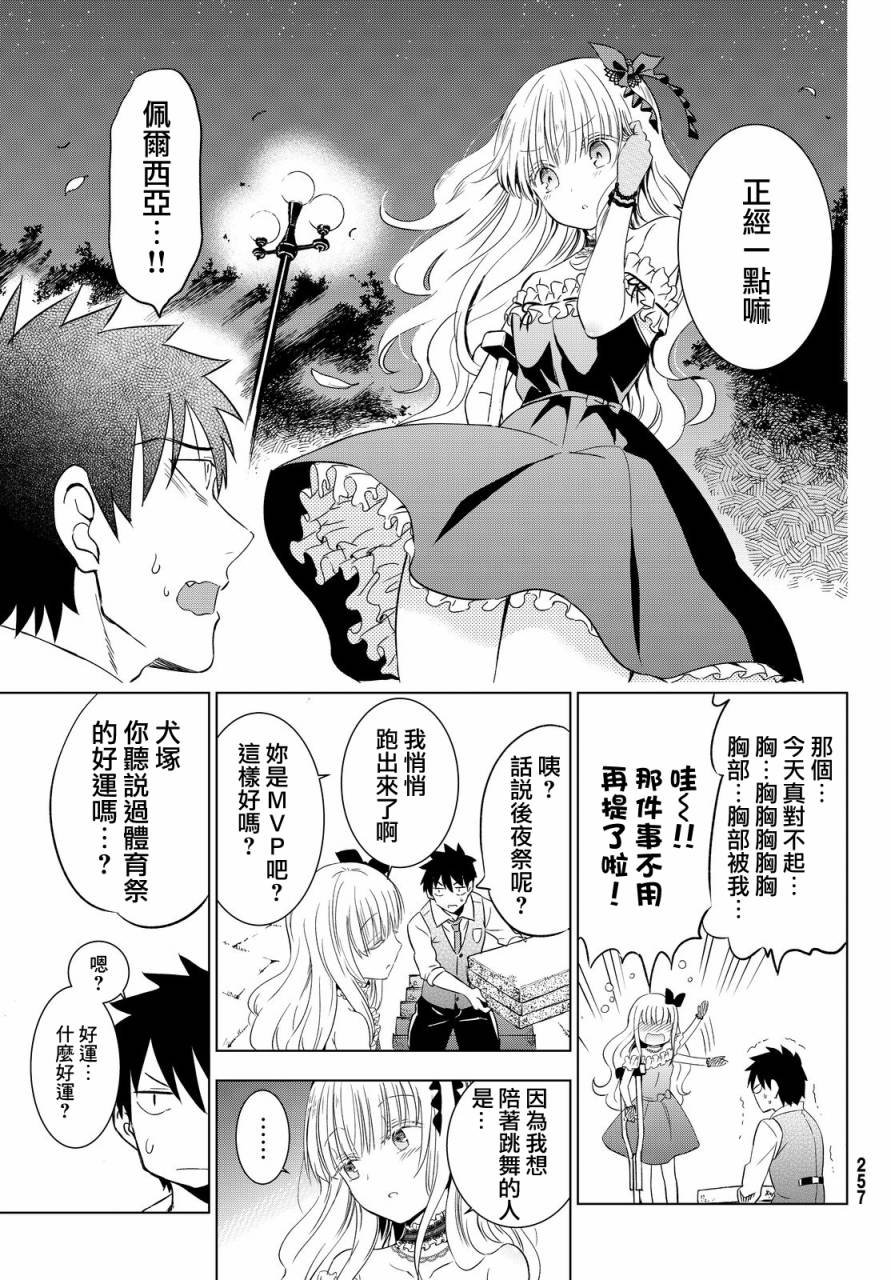 正經一點嘛
佩爾西亞…!!
那個…
今天真對不起…
胸…胸胸胸胸胸
胸部…胸部被我…
哇～!!
那件事不用
再提了啦！
咦？
話説後夜祭呢？
我悄悄
跑出來了啊
妳是MVP吧？
這樣好嗎？
因為我想
陪著跳舞的人
是…
……
犬塚
你聽説過體育祭
的好運嗎…？
嗯？
好運…
什麼好運？
257